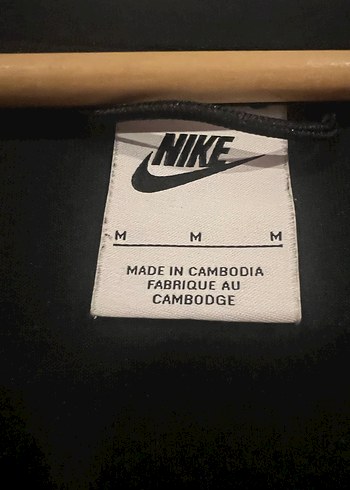 NIKE
M M M
MADE IN CAMBODIA
FABRIQUE AU
CAMBODGE